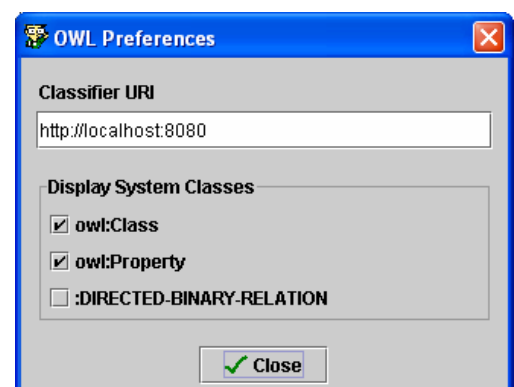 OWL Preferences
Classifier URI
http://localhost:8080
Display System Classes
owl:Class
owl:Property
:DIRECTED-BINARY-RELATION
Close